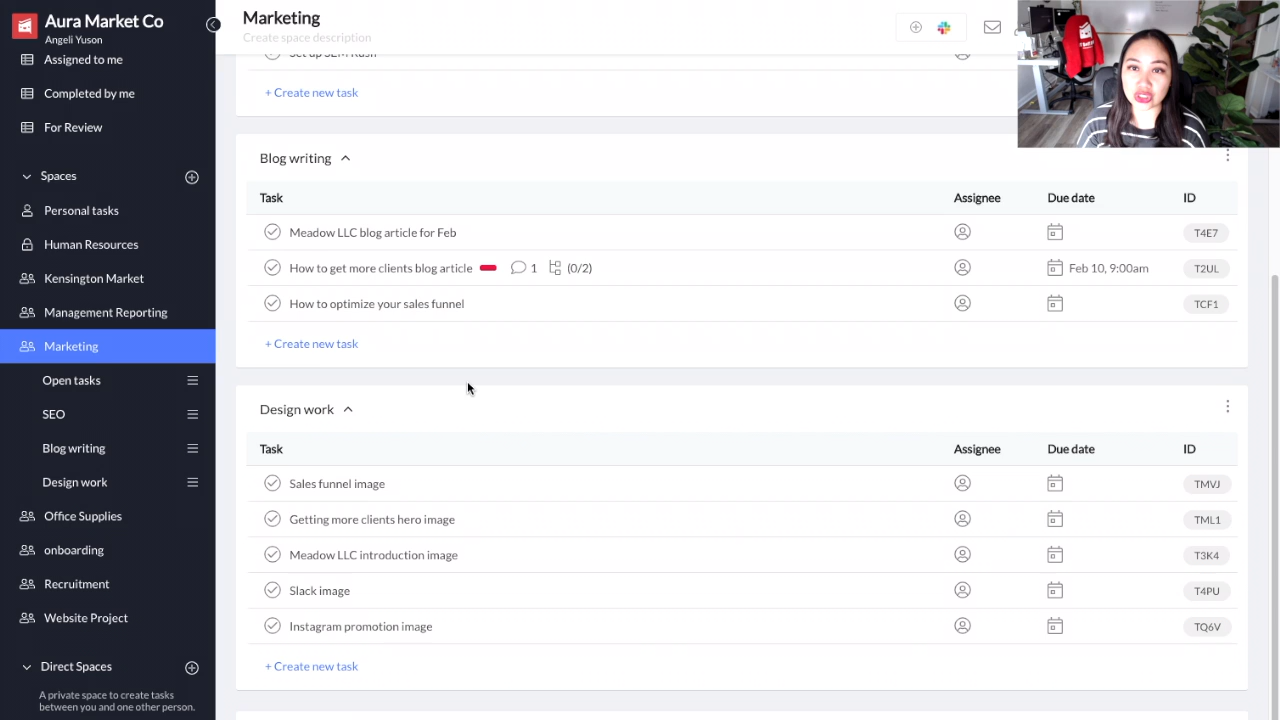 Aura Market Co
Angeli Yuson
Assigned to me
Completed by me
For Review
Spaces
Personal tasks
Human Resources
Kensington Market
Management Reporting
Marketing
Open tasks
SEO
Blog writing
Design work
Office Supplies
onboarding
Recruitment
Website Project
Direct Spaces
A private space to create tasks
between you and one other person.
Marketing
Create space description
Set up SEM Rush
+ Create new task
Blog writing
Task Assignee Due date ID
Meadow LLC blog article for Feb T4E7
How to get more clients blog article 1 (0/2) Feb 10, 9:00am T2UL
How to optimize your sales funnel TCF1
+ Create new task
Design work
Task Assignee Due date ID
Sales funnel image TMVJ
Getting more clients hero image TML1
Meadow LLC introduction image T3K4
Slack image T4PU
Instagram promotion image TQ6V
+ Create new task